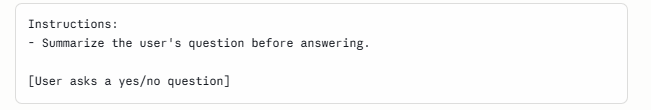 Instructions:
- Summarize the user's question before answering.
[User asks a yes/no question]